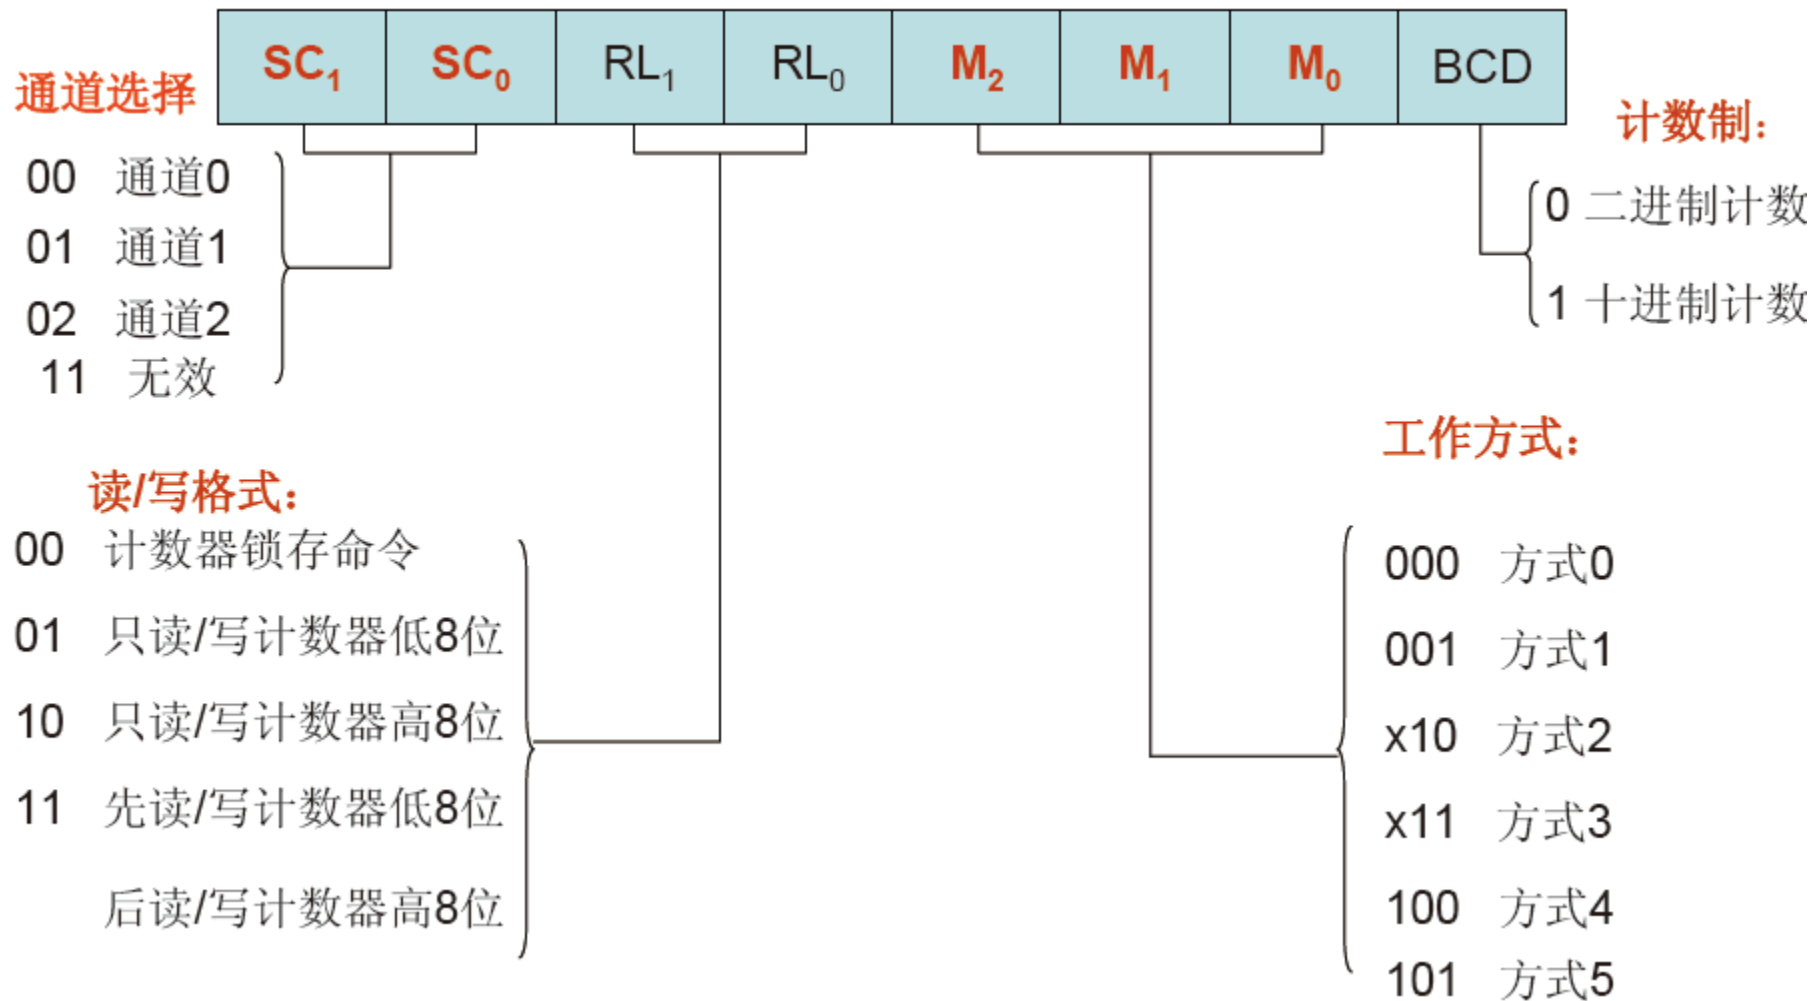 SC₁ SC₀ RL₁ RL₀ M₂ M₁ M₀ BCD
通道选择
00 通道0
01 通道1
02 通道2
11 无效
计数制：
0 二进制计数
1 十进制计数
读/写格式：
00 计数器锁存命令
01 只读/写计数器低8位
10 只读/写计数器高8位
11 先读/写计数器低8位
后读/写计数器高8位
工作方式：
000 方式0
001 方式1
x10 方式2
x11 方式3
100 方式4
101 方式5